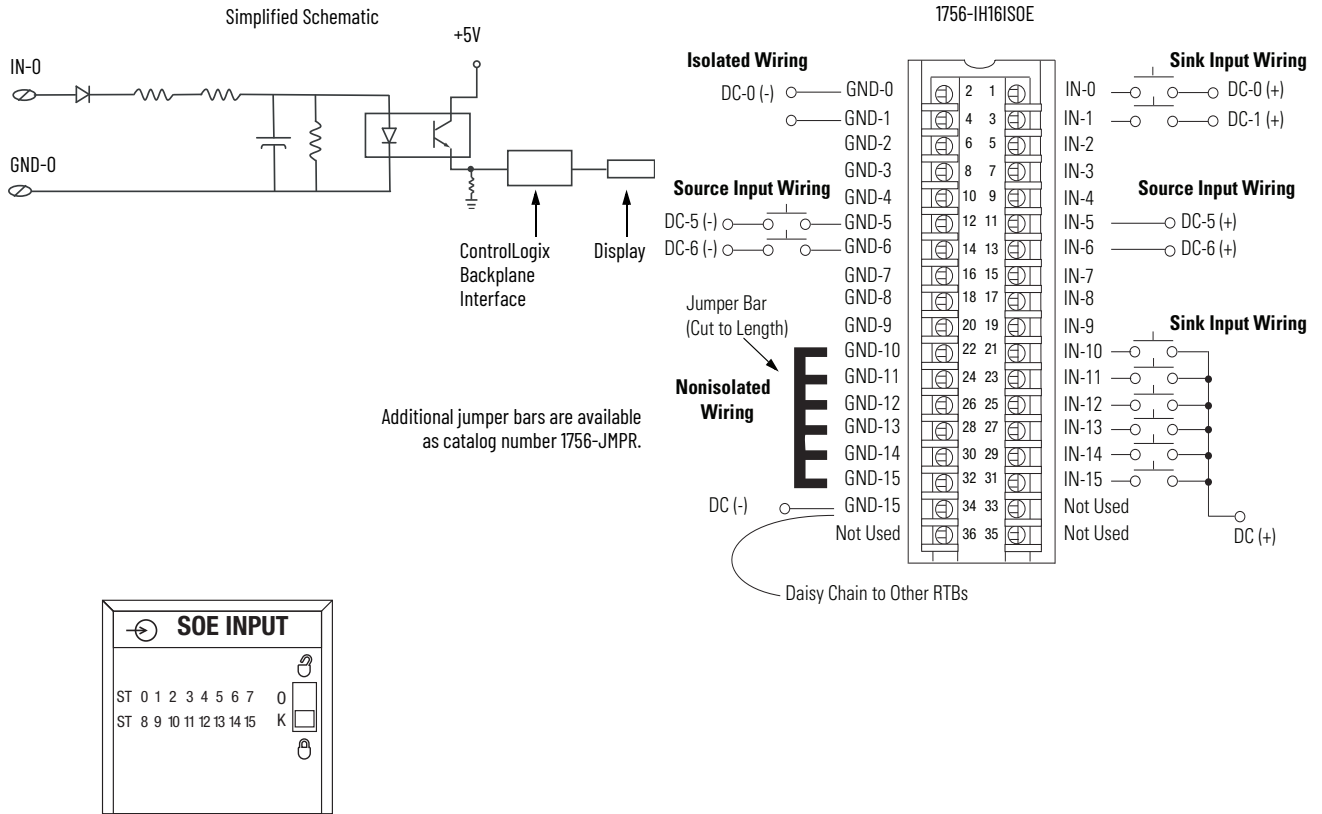 Simplified Schematic
+5V
IN-0
GND-0
ControlLogix
Backplane
Interface
Display
Additional jumper bars are available
as catalog number 1756-JMPR.
1756-IH16ISOE
Isolated Wiring
Sink Input Wiring
DC-0 (-) GND-0 2 1 IN-0 DC-0 (+)
GND-1 4 3 IN-1 DC-1 (+)
GND-2 6 5 IN-2
GND-3 8 7 IN-3
Source Input Wiring
Source Input Wiring
GND-4 10 9 IN-4
DC-5 (-) GND-5 12 11 IN-5 DC-5 (+)
DC-6 (-) GND-6 14 13 IN-6 DC-6 (+)
GND-7 16 15 IN-7
GND-8 18 17 IN-8
Jumper Bar
(Cut to Length)
GND-9 20 19 IN-9
Sink Input Wiring
GND-10 22 21 IN-10
GND-11 24 23 IN-11
Nonisolated
Wiring
GND-12 26 25 IN-12
GND-13 28 27 IN-13
GND-14 30 29 IN-14
GND-15 32 31 IN-15
DC (-) GND-15 34 33 Not Used
Not Used 36 35 Not Used
DC (+)
Daisy Chain to Other RTBs
SOE INPUT
ST 0 1 2 3 4 5 6 7 O
ST 8 9 10 11 12 13 14 15 K